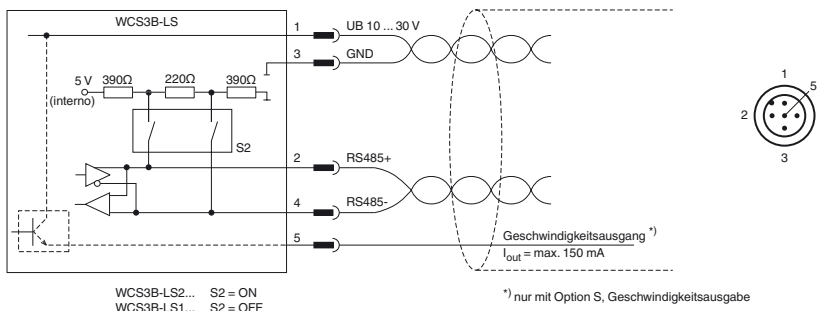 WCS3B-LS
1 UB 10 ... 30 V
3 GND
5 V 390Ω 220Ω 390Ω
(interno)
S2
2 RS485+
4 RS485-
5 Geschwindigkeitsausgang *)
Iout = max. 150 mA
WCS3B-LS2... S2 = ON
WCS3B-LS1... S2 = OFF
*) nur mit Option S, Geschwindigkeitsausgabe
1
5
2
3